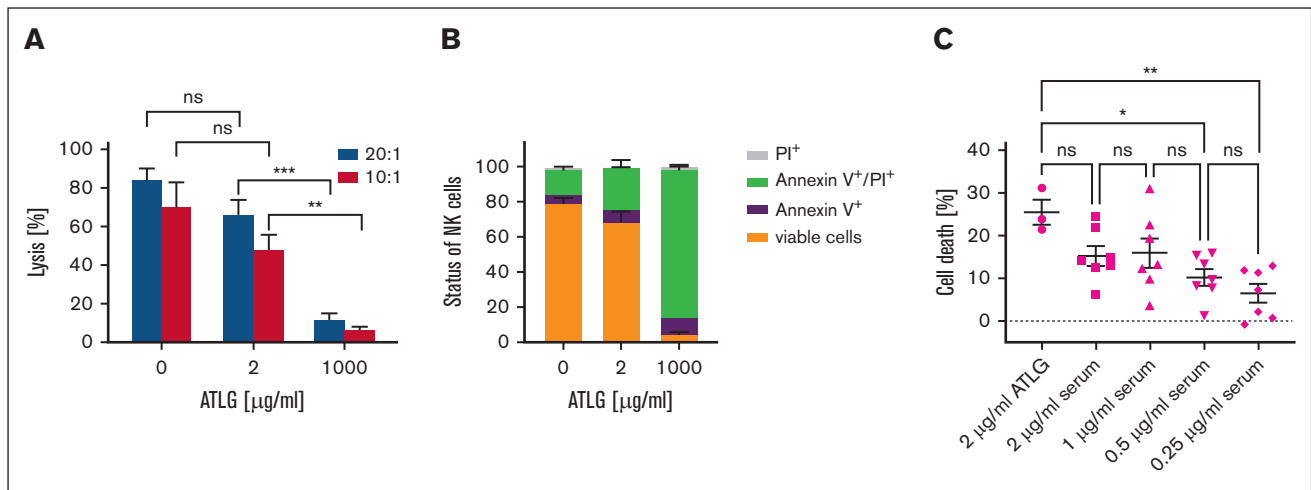 A
ns
ns
***
**
20:1
10:1
Lysis [%]
100
80
60
40
20
0
0 2 1000
ATLG [μg/ml]
B
Status of NK cells
100
80
60
40
20
0
0 2 1000
ATLG [μg/ml]
PI+
Annexin V+/PI+
Annexin V+
viable cells
C
**
*
ns ns ns ns
Cell death [%]
40
30
20
10
0
2 μg/ml ATLG
2 μg/ml serum
1 μg/ml serum
0.5 μg/ml serum
0.25 μg/ml serum